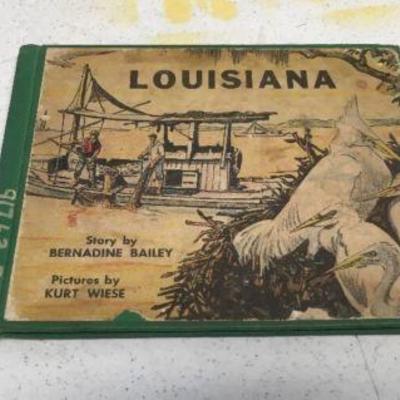 LOUISIANA
Story by
BERNADINE BAILEY
Pictures by
KURT WIESE